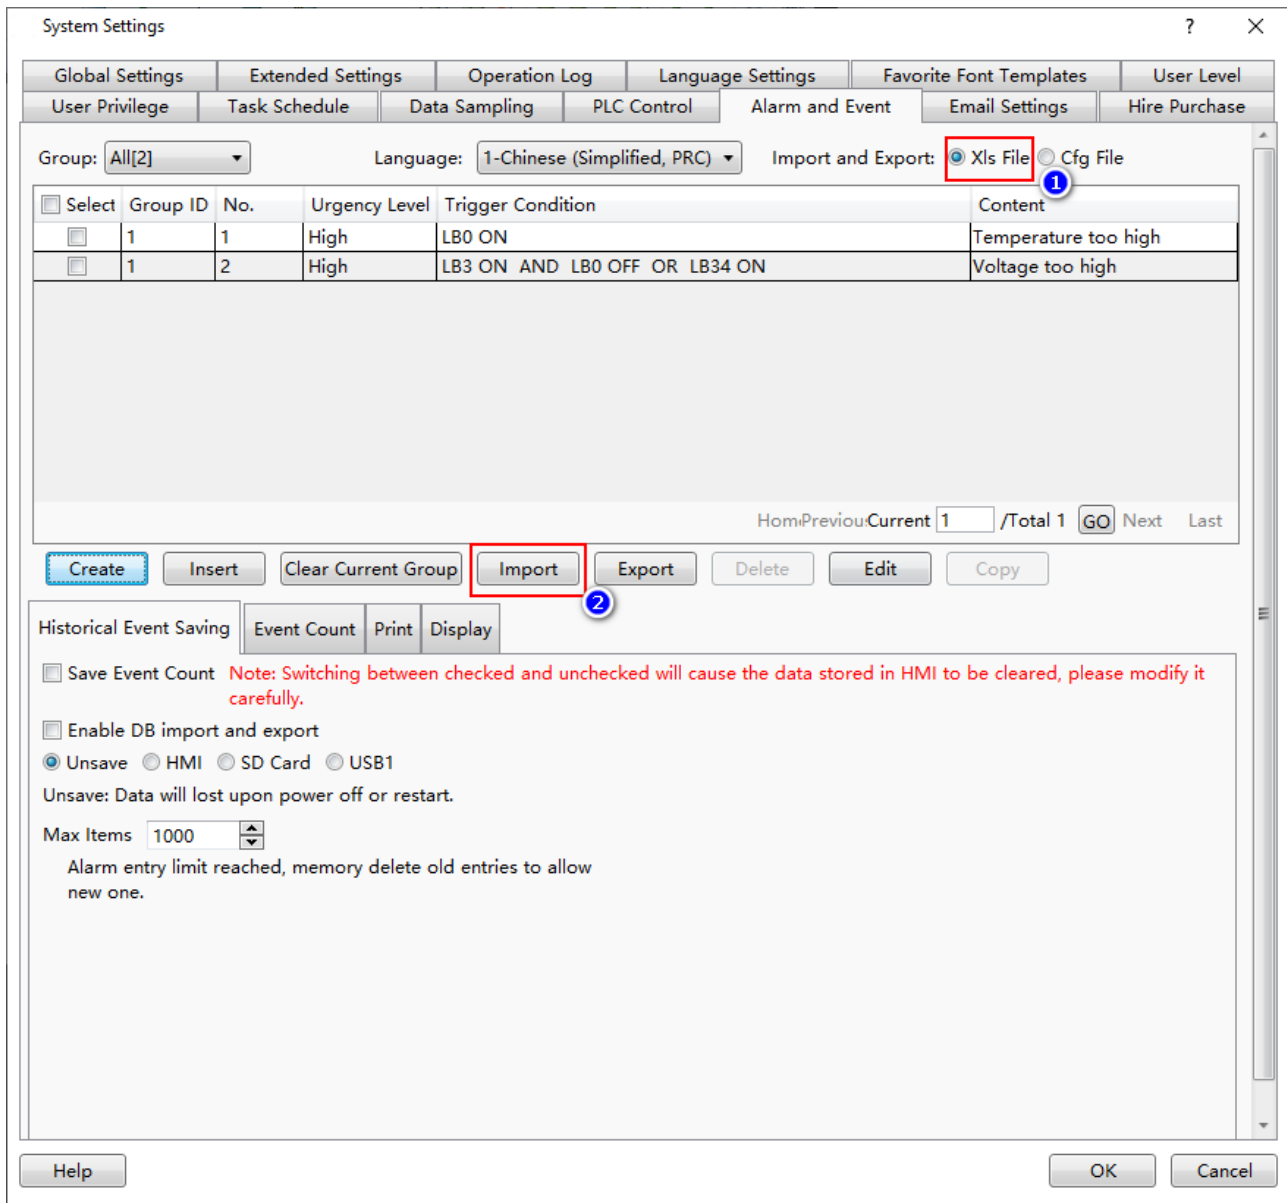 System Settings ?
Global Settings Extended Settings Operation Log Language Settings Favorite Font Templates User Level
User Privilege Task Schedule Data Sampling PLC Control Alarm and Event Email Settings Hire Purchase
Group: All[2] Language: 1-Chinese (Simplified, PRC) Import and Export: Xls File Cfg File
1
Select Group ID No. Urgency Level Trigger Condition Content
1 1 High LB0 ON Temperature too high
1 2 High LB3 ON AND LB0 OFF OR LB34 ON Voltage too high
Hom Previou Current 1 /Total 1 GO Next Last
Create Insert Clear Current Group Import Export Delete Edit Copy
2
Historical Event Saving Event Count Print Display
Save Event Count Note: Switching between checked and unchecked will cause the data stored in HMI to be cleared, please modify it
carefully.
Enable DB import and export
Unsave HMI SD Card USB1
Unsave: Data will lost upon power off or restart.
Max Items 1000
Alarm entry limit reached, memory delete old entries to allow
new one.
Help OK Cancel